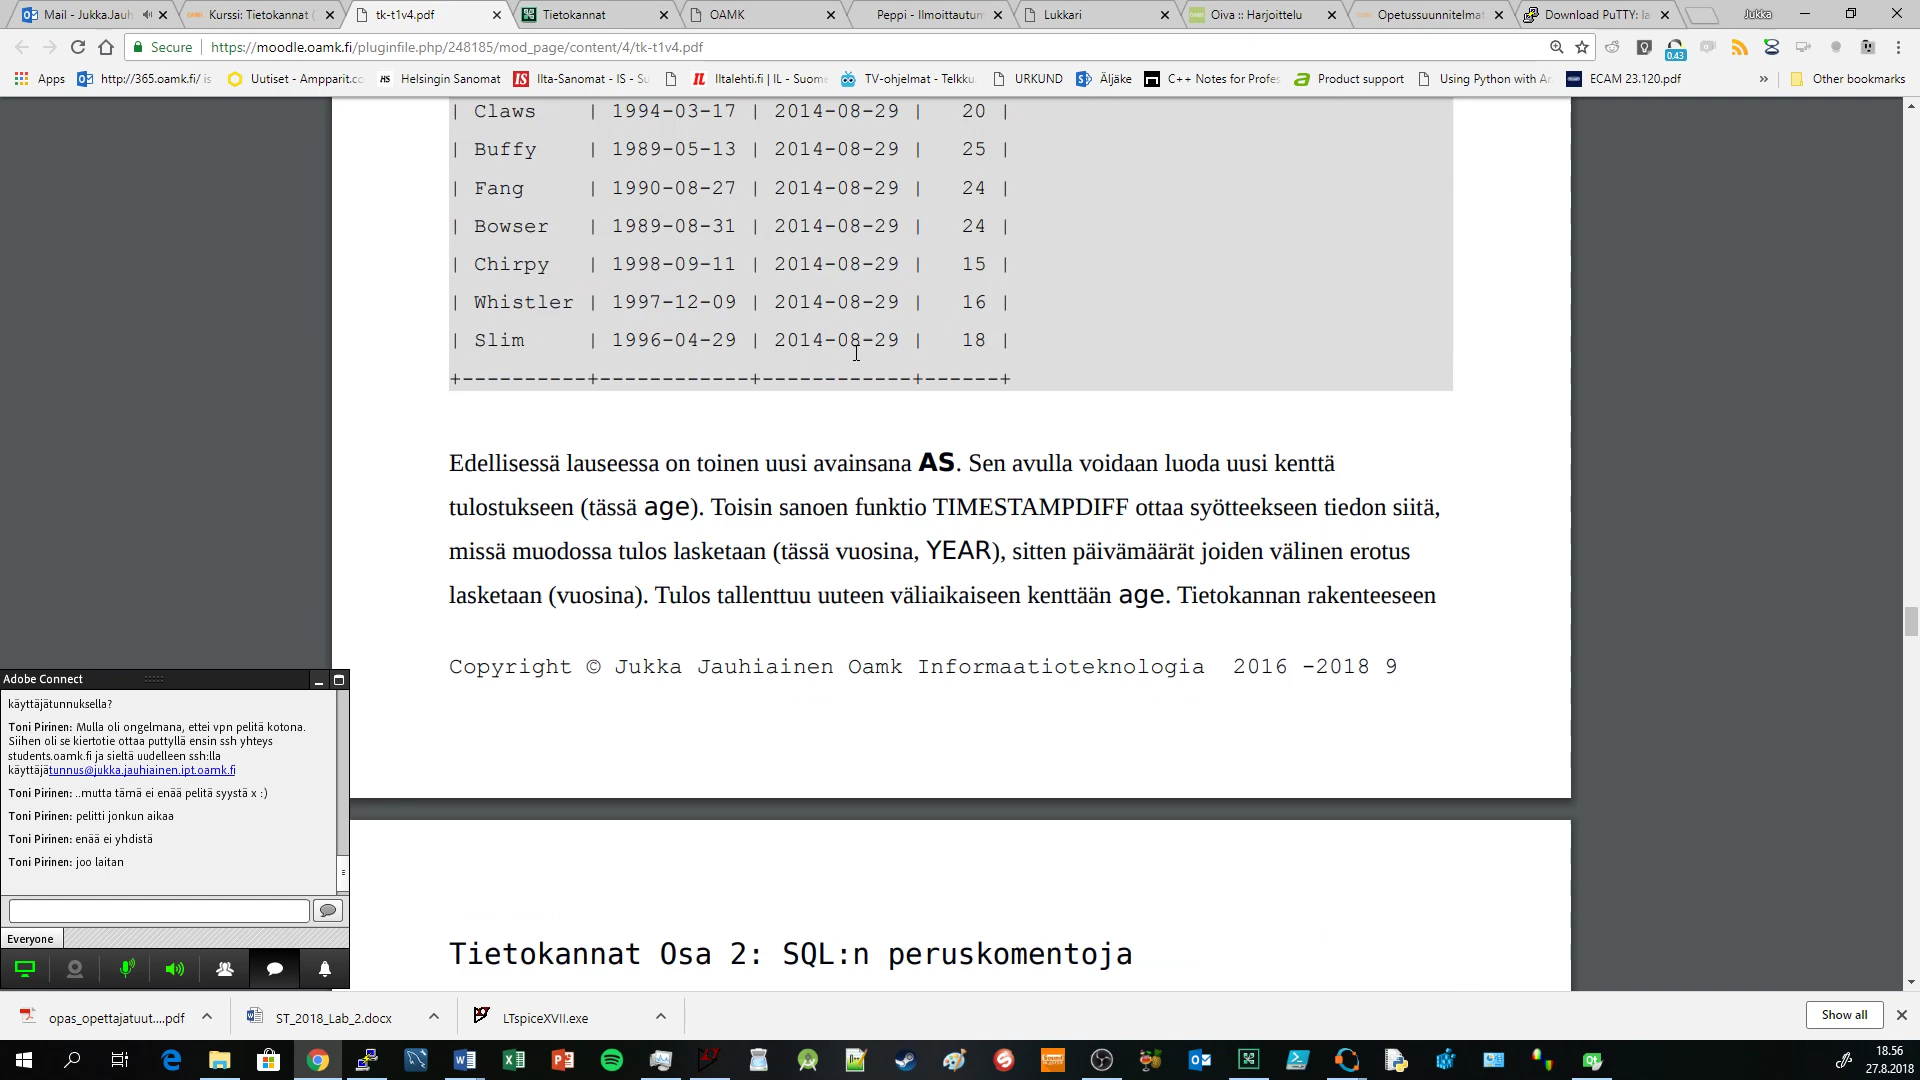 Mail - Jukka.Jauh
Kurssi: Tietokannat (
tk-t1v4.pdf
Tietokannat
OAMK
Peppi - Ilmoittautum
Lukkari
Oiva :: Harjoittelu
Opetussuunnitelmat
Download PuTTY: la
Jukka
Secure
https://moodle.oamk.fi/pluginfile.php/248185/mod_page/content/4/tk-t1v4.pdf
0.43
Apps
http://365.oamk.fi/ is
Uutiset - Ampparit.co
HS Helsingin Sanomat
IS Ilta-Sanomat - IS - Su
IL Iltalehti.fi | IL - Suome
TV-ohjelmat - Telkku
URKUND
Äljäke
C++ Notes for Profes
Product support
Using Python with Ar
ECAM 23.120.pdf
»
Other bookmarks
| Claws | 1994-03-17 | 2014-08-29 | 20 |
| Buffy | 1989-05-13 | 2014-08-29 | 25 |
| Fang | 1990-08-27 | 2014-08-29 | 24 |
| Bowser | 1989-08-31 | 2014-08-29 | 24 |
| Chirpy | 1998-09-11 | 2014-08-29 | 15 |
| Whistler | 1997-12-09 | 2014-08-29 | 16 |
| Slim | 1996-04-29 | 2014-08-29 | 18 |
+----------+------------+------------+------+
Edellisessä lauseessa on toinen uusi avainsana AS. Sen avulla voidaan luoda uusi kenttä
tulostukseen (tässä age). Toisin sanoen funktio TIMESTAMPDIFF ottaa syötteekseen tiedon siitä,
missä muodossa tulos lasketaan (tässä vuosina, YEAR), sitten päivämäärät joiden välinen erotus
lasketaan (vuosina). Tulos tallenttuu uuteen väliaikaiseen kenttään age. Tietokannan rakenteeseen
Copyright © Jukka Jauhiainen Oamk Informaatioteknologia 2016 -2018 9
Tietokannat Osa 2: SQL:n peruskomentoja
Adobe Connect
käyttäjätunnuksella?
Toni Pirinen: Mulla oli ongelmana, ettei vpn pelitä kotona.
Siihen oli se kiertotie ottaa puttyllä ensin ssh yhteys
students.oamk.fi ja sieltä uudelleen ssh:lla
käyttäjätunnus@jukka.jauhiainen.ipt.oamk.fi
Toni Pirinen: ..mutta tämä ei enää pelitä syystä x :)
Toni Pirinen: pelitti jonkun aikaa
Toni Pirinen: enää ei yhdistä
Toni Pirinen: joo laitan
Everyone
opas_opettajatuut....pdf
ST_2018_Lab_2.docx
LTspiceXVII.exe
Show all
18.56
27.8.2018